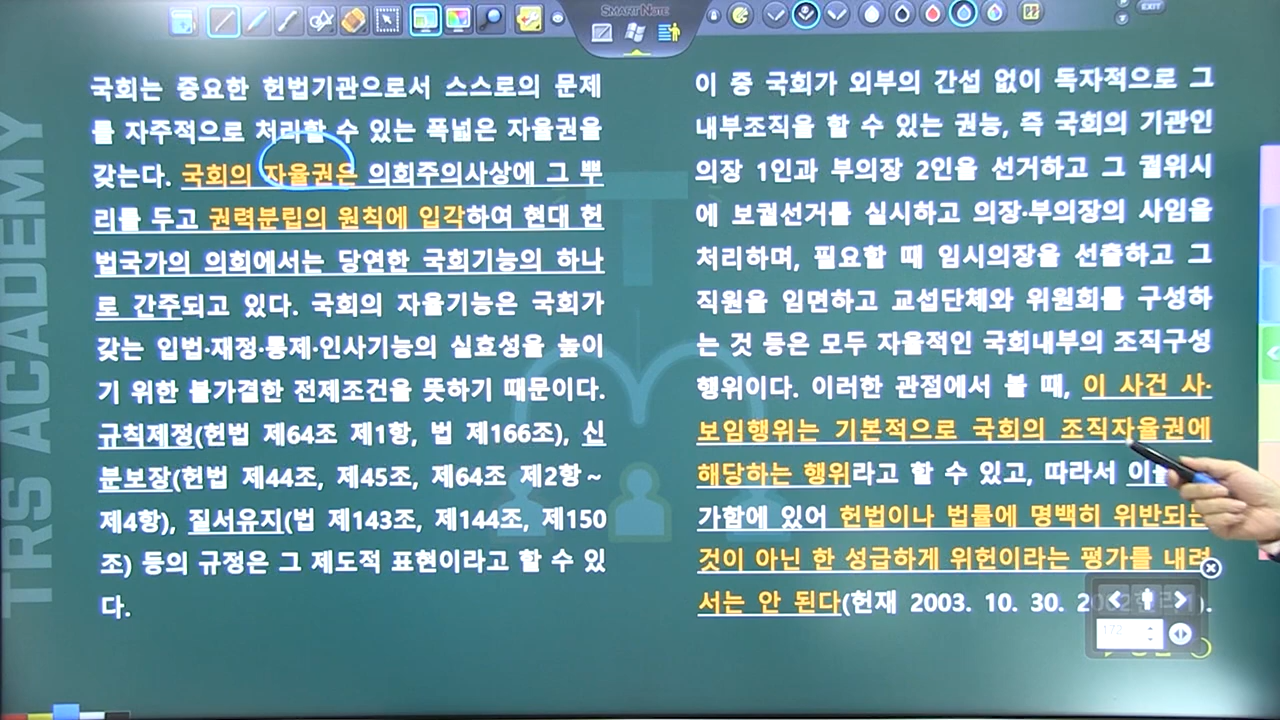 SMARTNOTE
EXIT
TRS ACADEMY
국회는 중요한 헌법기관으로서 스스로의 문제
를 자주적으로 처리할 수 있는 폭넓은 자율권을
갖는다. 국회의 자율권은 의회주의사상에 그 뿌
리를 두고 권력분립의 원칙에 입각하여 현대 헌
법국가의 의회에서는 당연한 국회기능의 하나
로 간주되고 있다. 국회의 자율기능은 국회가
갖는 입법·재정·통제·인사기능의 실효성을 높이
기 위한 불가결한 전제조건을 뜻하기 때문이다.
규칙제정(헌법 제64조 제1항, 법 제166조), 신
분보장(헌법 제44조, 제45조, 제64조 제2항~
제4항), 질서유지(법 제143조, 제144조, 제150
조) 등의 규정은 그 제도적 표현이라고 할 수 있
다.
이 중 국회가 외부의 간섭 없이 독자적으로 그
내부조직을 할 수 있는 권능, 즉 국회의 기관인
의장 1인과 부의장 2인을 선거하고 그 궐위시
에 보궐선거를 실시하고 의장·부의장의 사임을
처리하며, 필요할 때 임시의장을 선출하고 그
직원을 임면하고 교섭단체와 위원회를 구성하
는 것 등은 모두 자율적인 국회내부의 조직구성
행위이다. 이러한 관점에서 볼 때, 이 사건 사·
보임행위는 기본적으로 국회의 조직자율권에
해당하는 행위라고 할 수 있고, 따라서
가함에 있어 헌법이나 법률에 명백히 위반되는
것이 아닌 한 성급하게 위헌이라는 평가를 내려
서는 안 된다(헌재 2003. 10. 30.
172